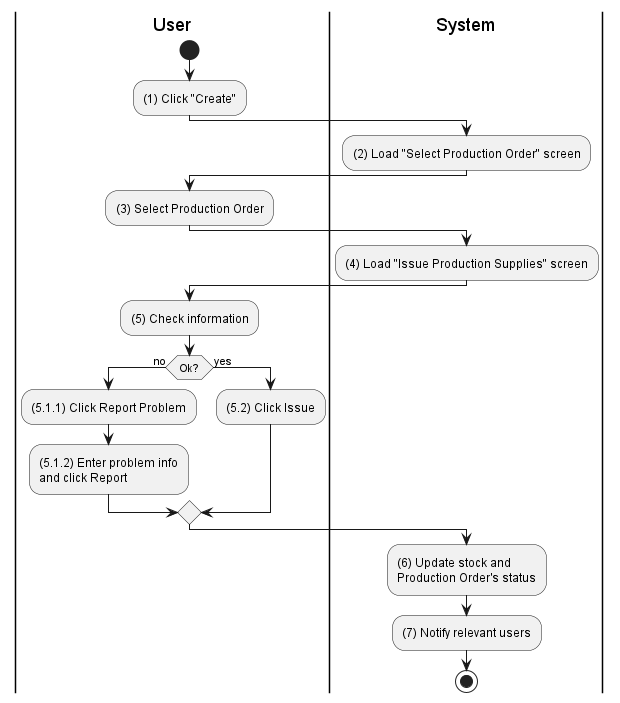 User
System
(1) Click "Create"
(2) Load "Select Production Order" screen
(3) Select Production Order
(4) Load "Issue Production Supplies" screen
(5) Check information
no
Ok?
yes
(5.1.1) Click Report Problem
(5.2) Click Issue
(5.1.2) Enter problem info
and click Report
(6) Update stock and
Production Order's status
(7) Notify relevant users